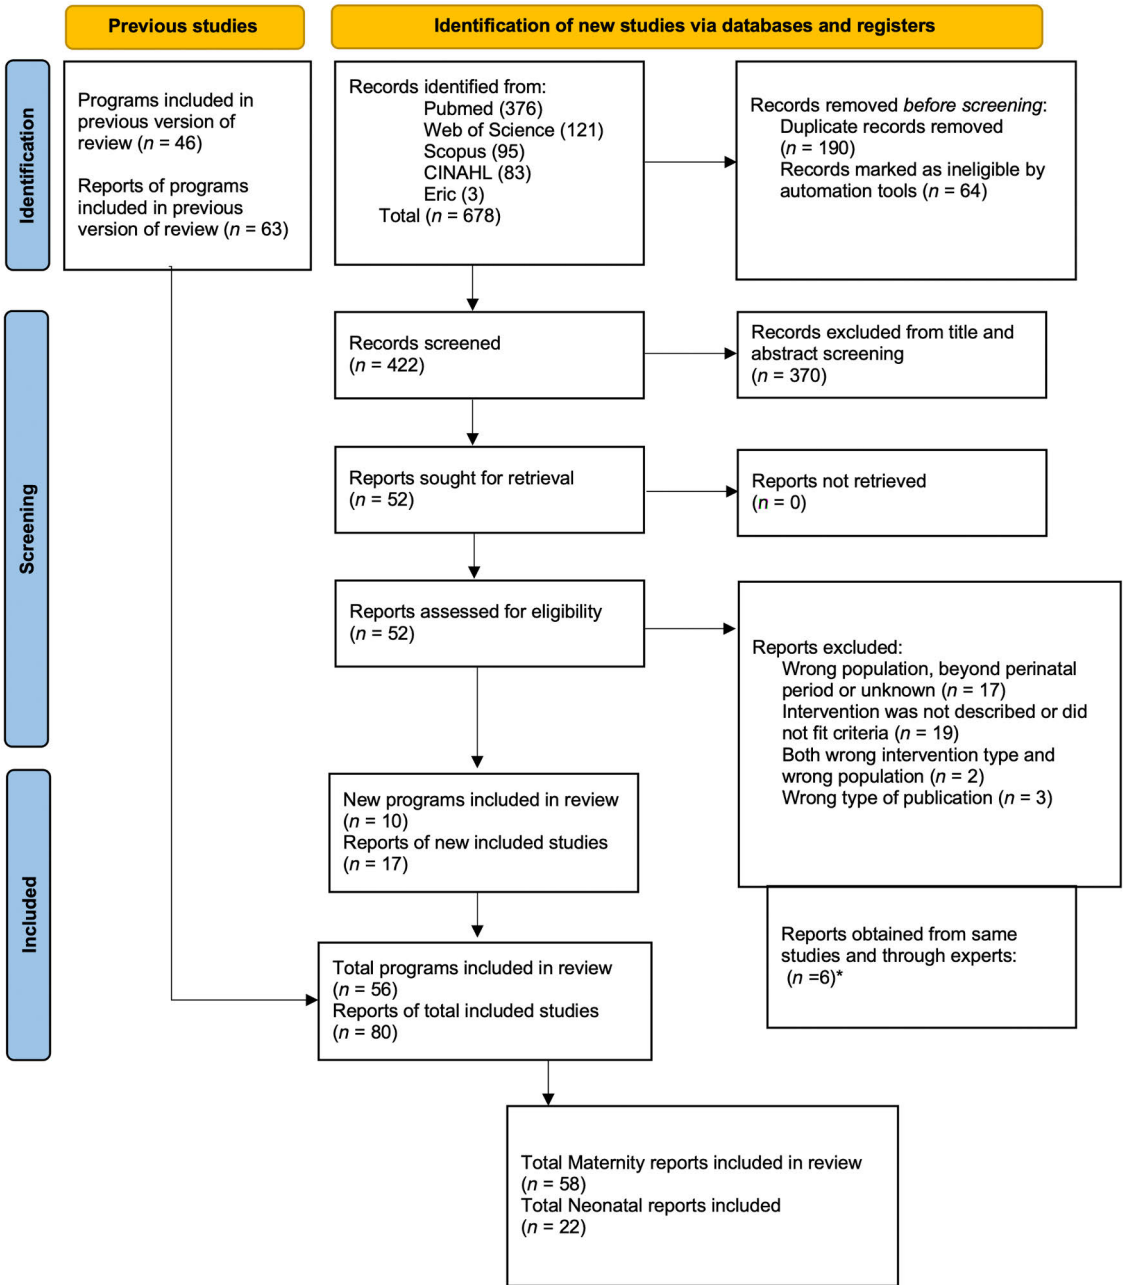 Previous studies
Identification of new studies via databases and registers
Identification
Programs included in
previous version of
review (n = 46)
Reports of programs
included in previous
version of review (n = 63)
Records identified from:
Pubmed (376)
Web of Science (121)
Scopus (95)
CINAHL (83)
Eric (3)
Total (n = 678)
Records removed before screening:
Duplicate records removed
(n = 190)
Records marked as ineligible by
automation tools (n = 64)
Screening
Records screened
(n = 422)
Records excluded from title and
abstract screening
(n = 370)
Reports sought for retrieval
(n = 52)
Reports not retrieved
(n = 0)
Reports assessed for eligibility
(n = 52)
Reports excluded:
Wrong population, beyond perinatal
period or unknown (n = 17)
Intervention was not described or did
not fit criteria (n = 19)
Both wrong intervention type and
wrong population (n = 2)
Wrong type of publication (n = 3)
Included
New programs included in review
(n = 10)
Reports of new included studies
(n = 17)
Reports obtained from same
studies and through experts:
(n =6)*
Total programs included in review
(n = 56)
Reports of total included studies
(n = 80)
Total Maternity reports included in review
(n = 58)
Total Neonatal reports included
(n = 22)